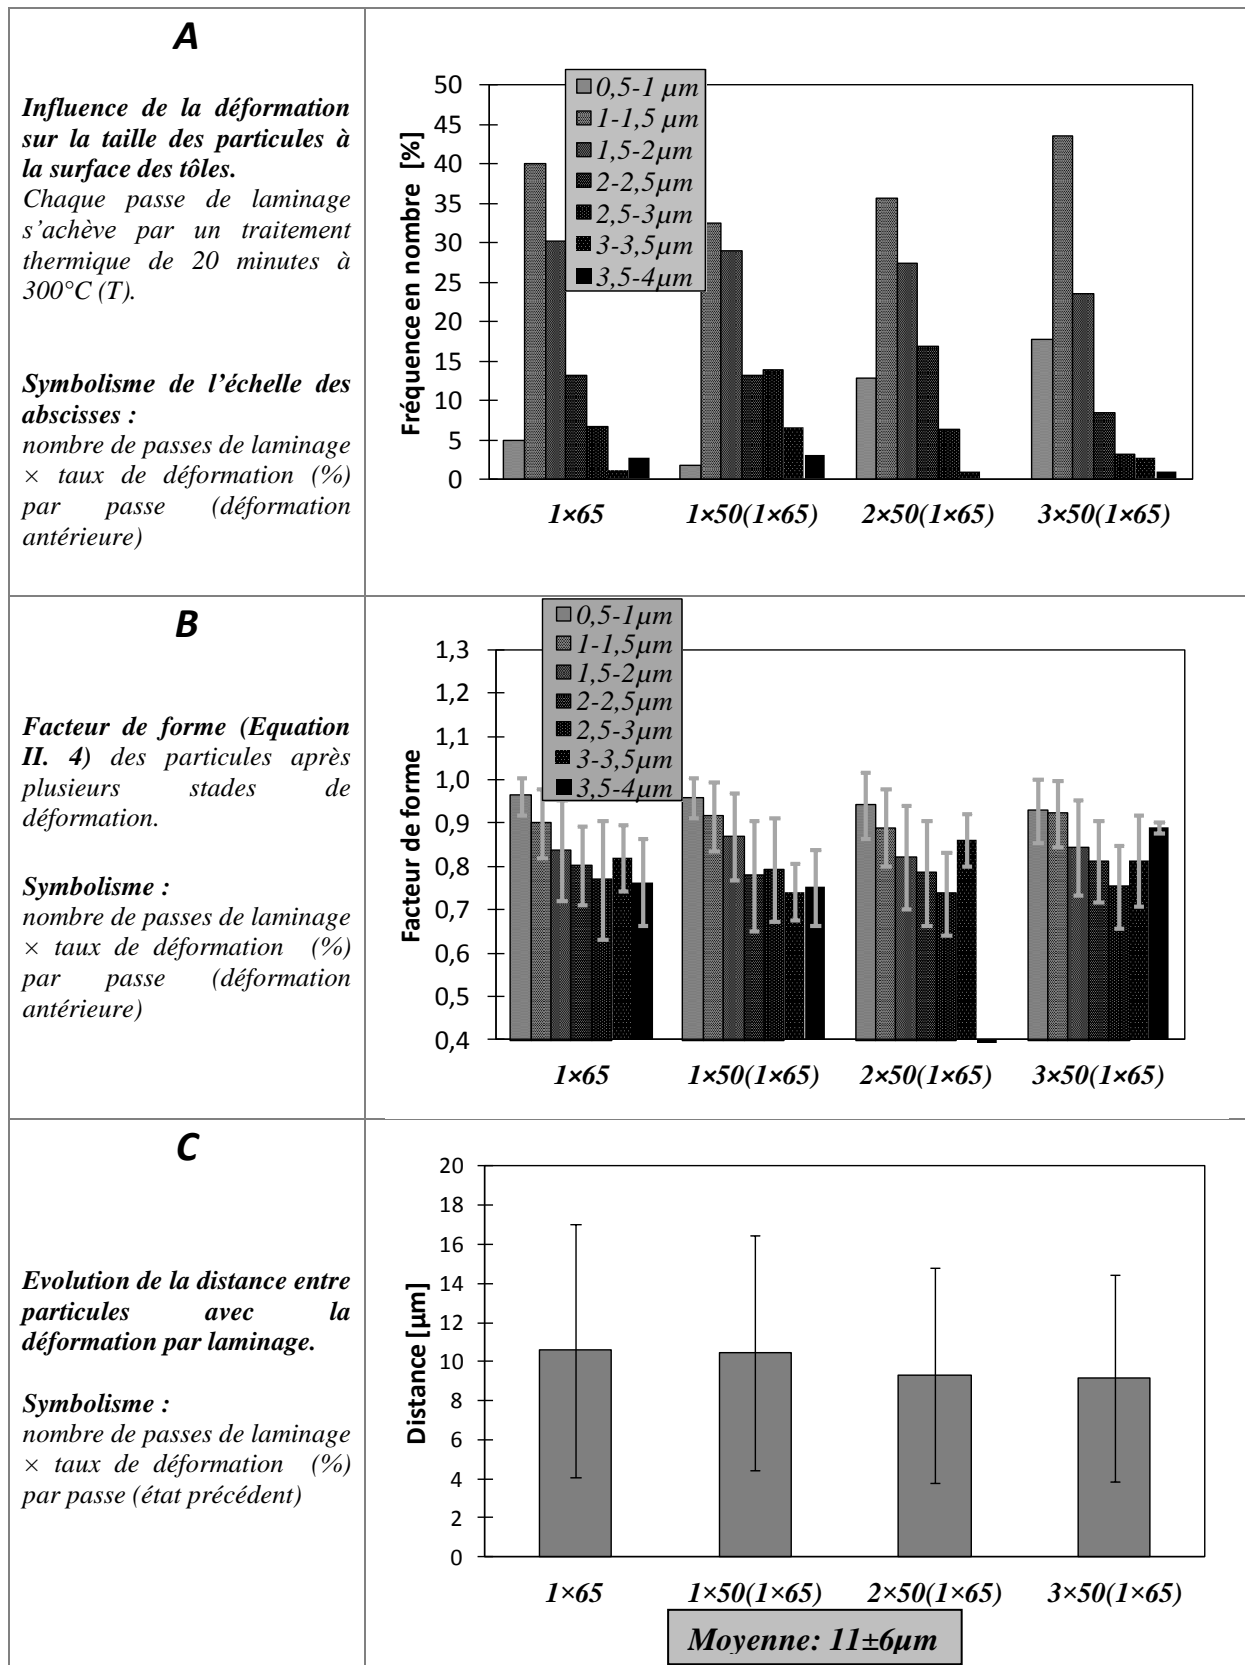 A
Influence de la déformation
sur la taille des particules à
la surface des tôles.
Chaque passe de laminage
s’achève par un traitement
thermique de 20 minutes à
300°C (T).
Symbolisme de l’échelle des
abscisses :
nombre de passes de laminage
× taux de déformation (%)
par passe (déformation
antérieure)
Fréquence en nombre [%]
50
45
40
35
30
25
20
15
10
5
0
0,5-1 µm
1-1,5 µm
1,5-2µm
2-2,5µm
2,5-3µm
3-3,5µm
3,5-4µm
1×65 1×50(1×65) 2×50(1×65) 3×50(1×65)
B
Facteur de forme (Equation
II. 4) des particules après
plusieurs stades de
déformation.
Symbolisme :
nombre de passes de laminage
× taux de déformation (%)
par passe (déformation
antérieure)
Facteur de forme
1,3
1,2
1,1
1,0
0,9
0,8
0,7
0,6
0,5
0,4
0,5-1µm
1-1,5µm
1,5-2µm
2-2,5µm
2,5-3µm
3-3,5µm
3,5-4µm
1×65 1×50(1×65) 2×50(1×65) 3×50(1×65)
C
Evolution de la distance entre
particules avec la
déformation par laminage.
Symbolisme :
nombre de passes de laminage
× taux de déformation (%)
par passe (état précédent)
Distance [µm]
20
18
16
14
12
10
8
6
4
2
0
1×65 1×50(1×65) 2×50(1×65) 3×50(1×65)
Moyenne: 11±6µm